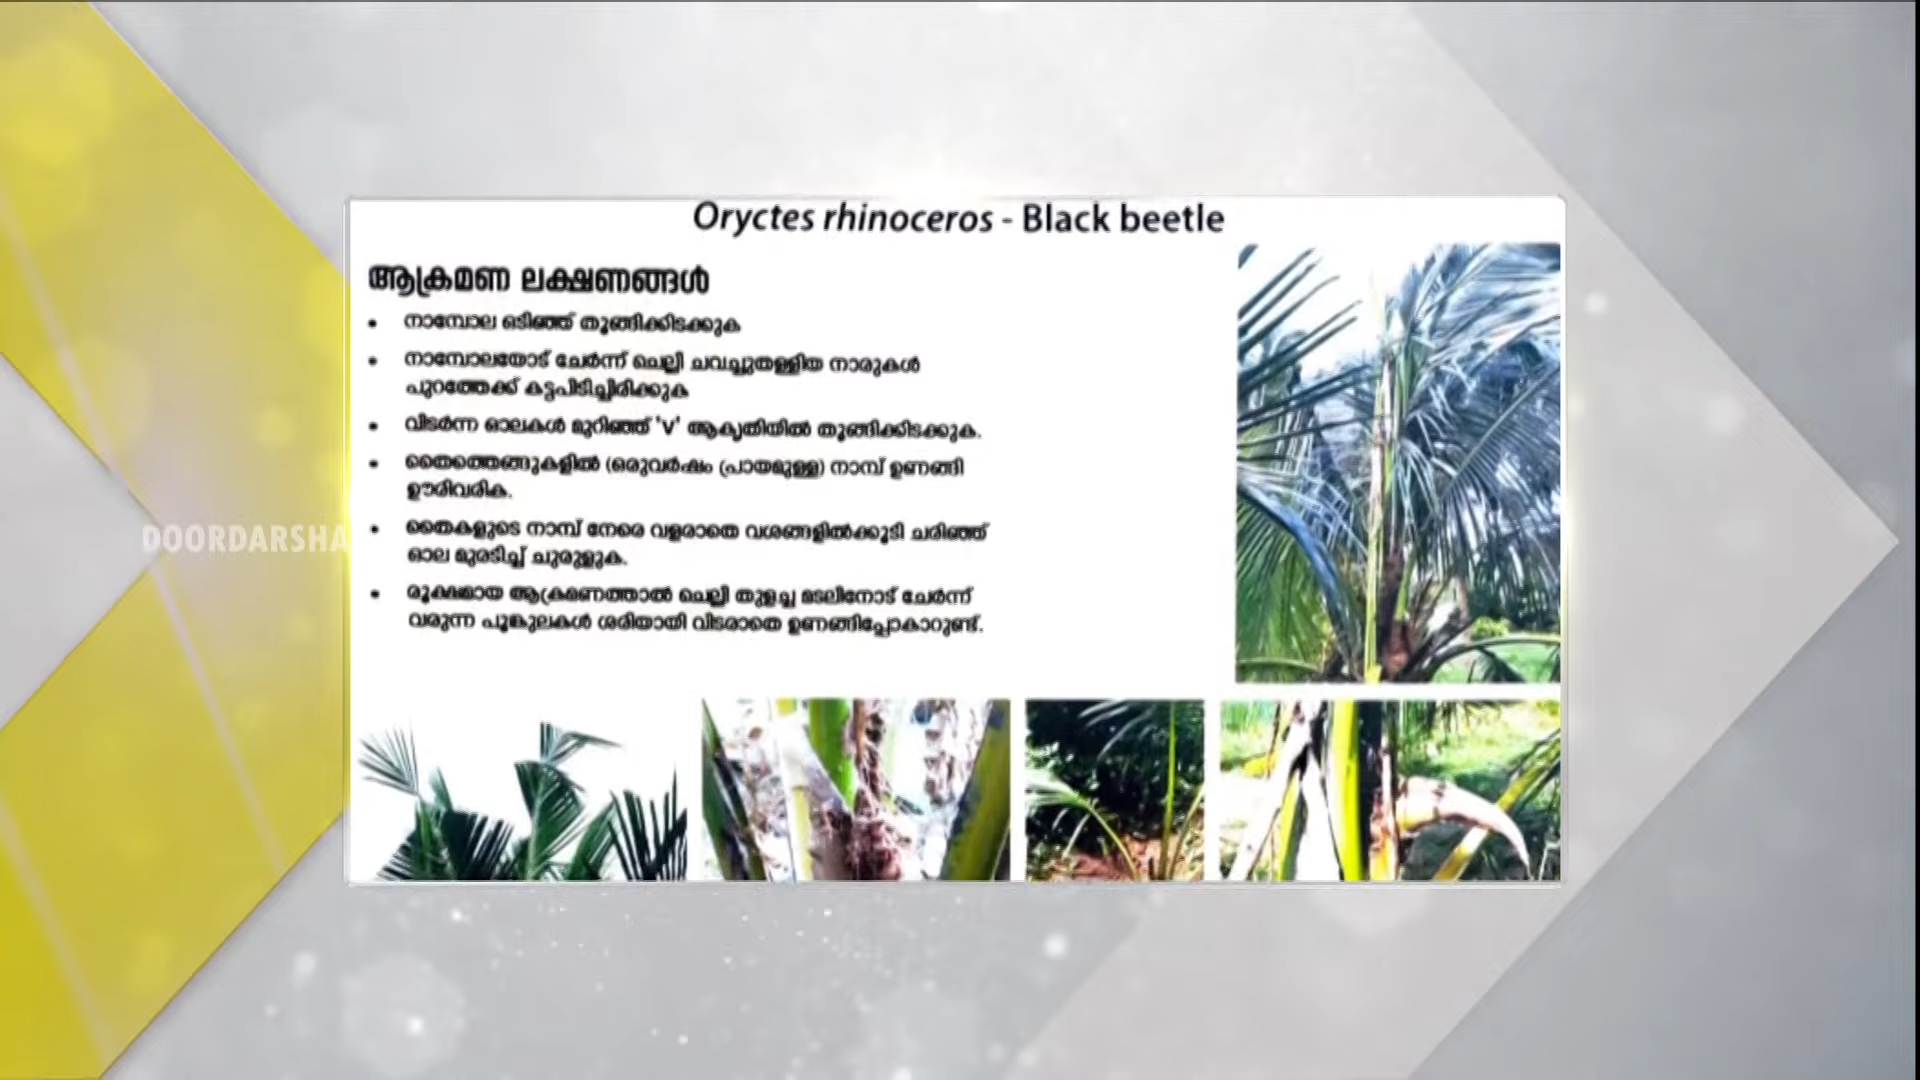 Oryctes rhinoceros - Black beetle
ആക്രമണ ലക്ഷണങ്ങൾ
• നാമ്പോല ഒടിഞ്ഞ് തൂങ്ങിക്കിടക്കുക
• നാമ്പോലയോട് ചേർന്ന് ചെല്ലി ചവച്ചുതള്ളിയ നാരുകൾ
പുറത്തേക്ക് കട്ടപിടിച്ചിരിക്കുക
• വിടർന്ന ഓലകൾ മുറിഞ്ഞ് 'V' ആകൃതിയിൽ തൂങ്ങിക്കിടക്കുക.
• തൈത്തെങ്ങുകളിൽ (ഒരുവർഷം പ്രായമുള്ള) നാമ്പ് ഉണങ്ങി
ഊരിവരിക.
• തൈകളുടെ നാമ്പ് നേരെ വളരാതെ വശങ്ങളിൽക്കൂടി ചരിഞ്ഞ്
ഓല മുരടിച്ച് ചുരുളുക.
• രൂക്ഷമായ ആക്രമണത്താൽ ചെല്ലി തുളച്ച മടലിനോട് ചേർന്ന്
വരുന്ന പൂങ്കുലകൾ ശരിയായി വിടരാതെ ഉണങ്ങിപ്പോകാറുണ്ട്.
DOORDARSHA